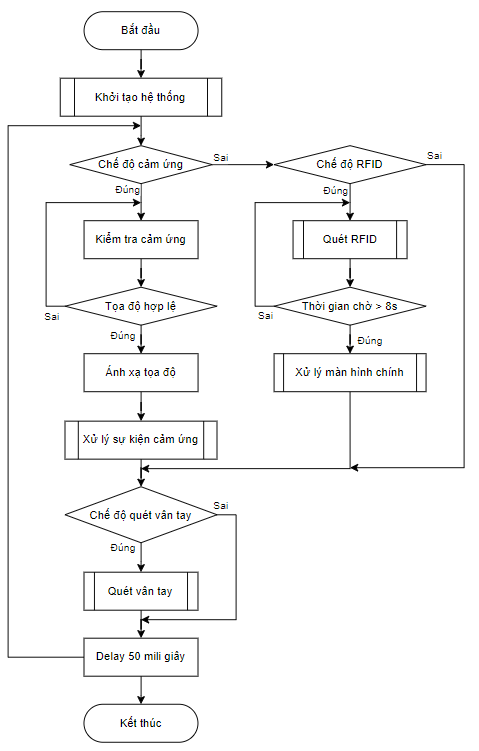 Bắt đầu
Khởi tạo hệ thống
Chế độ cảm ứng
Sai
Chế độ RFID
Sai
Đúng
Đúng
Kiểm tra cảm ứng
Quét RFID
Tọa độ hợp lệ
Sai
Thời gian chờ > 8s
Sai
Đúng
Đúng
Ánh xạ tọa độ
Xử lý màn hình chính
Xử lý sự kiện cảm ứng
Chế độ quét vân tay
Sai
Đúng
Quét vân tay
Delay 50 mili giây
Kết thúc